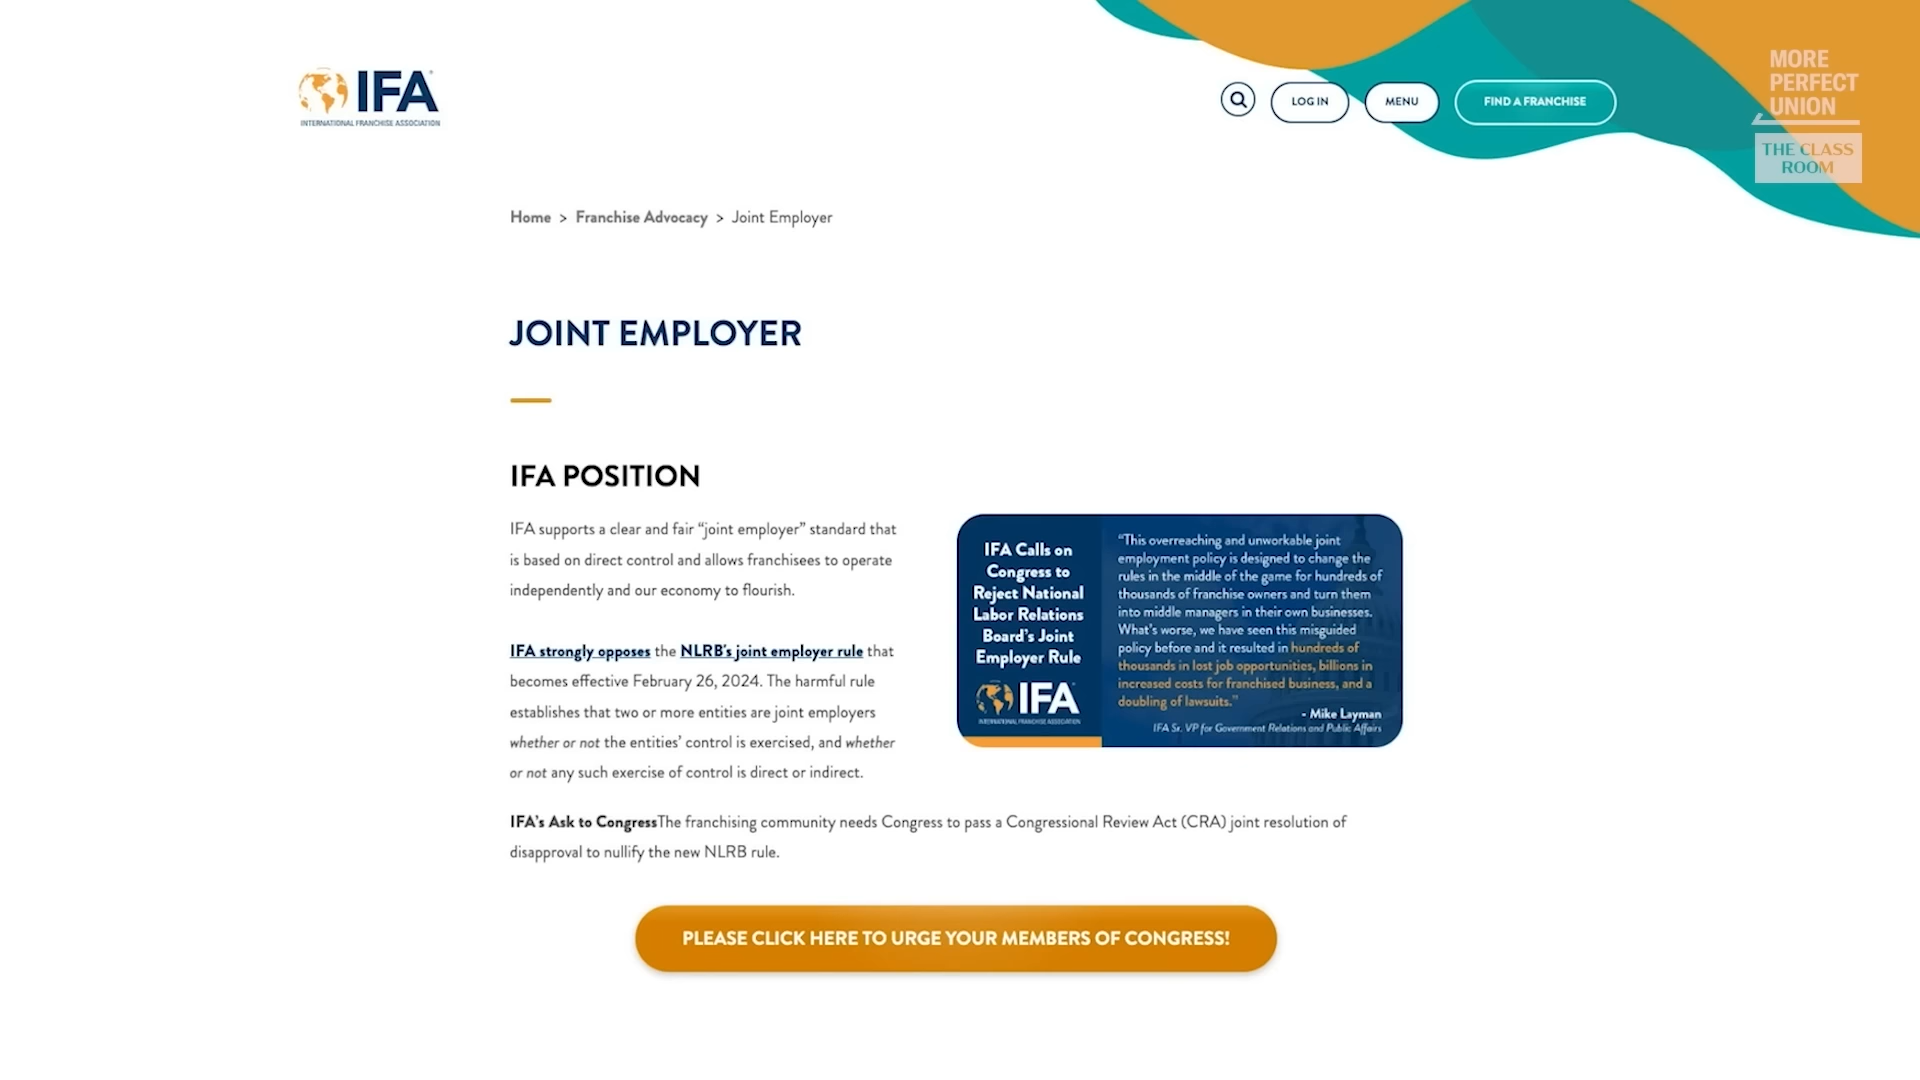 IFA
INTERNATIONAL FRANCHISE ASSOCIATION
LOG IN
MENU
FIND A FRANCHISE
MORE
PERFECT
UNION
THE CLASS
ROOM
Home > Franchise Advocacy > Joint Employer
JOINT EMPLOYER
IFA POSITION
IFA supports a clear and fair “joint employer” standard that
is based on direct control and allows franchisees to operate
independently and our economy to flourish.
IFA strongly opposes the NLRB's joint employer rule that
becomes effective February 26, 2024. The harmful rule
establishes that two or more entities are joint employers
whether or not the entities’ control is exercised, and whether
or not any such exercise of control is direct or indirect.
IFA Calls on
Congress to
Reject National
Labor Relations
Board’s Joint
Employer Rule
IFA
INTERNATIONAL FRANCHISE ASSOCIATION
“This overreaching and unworkable joint
employment policy is designed to change the
rules in the middle of the game for hundreds of
thousands of franchise owners and turn them
into middle managers in their own businesses.
What’s worse, we have seen this misguided
policy before and it resulted in hundreds of
thousands in lost job opportunities, billions in
increased costs for franchised business, and a
doubling of lawsuits.”
- Mike Layman
IFA Sr. VP for Government Relations and Public Affairs
IFA’s Ask to CongressThe franchising community needs Congress to pass a Congressional Review Act (CRA) joint resolution of
disapproval to nullify the new NLRB rule.
PLEASE CLICK HERE TO URGE YOUR MEMBERS OF CONGRESS!